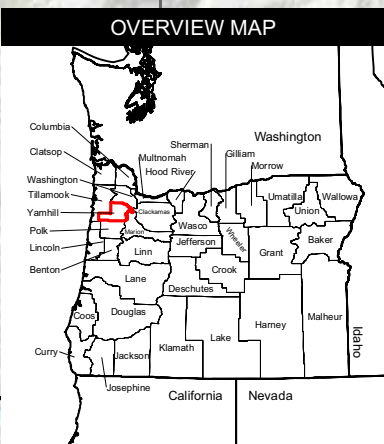 OVERVIEW MAP
Columbia
Clatsop
Washington
Tillamook
Yamhill
Polk
Lincoln
Benton
Multnomah
Hood River
Sherman
Gilliam
Morrow
Washington
Clackamas
Marion
Wasco
Wheeler
Umatilla
Union
Wallowa
Linn
Jefferson
Crook
Grant
Baker
Lane
Deschutes
Coos
Douglas
Curry
Josephine
Jackson
Klamath
Lake
Harney
Malheur
Idaho
California
Nevada